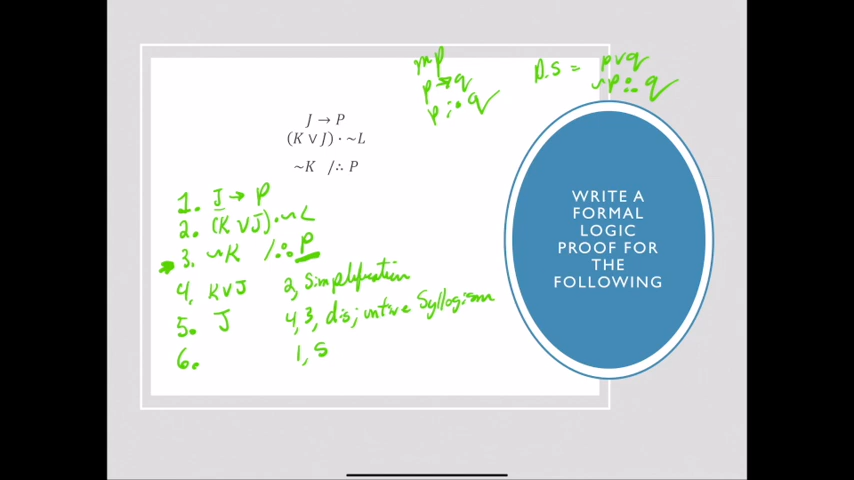 mp
p → q
p ∴ q
D.S = p v q
~p ∴ q
J → P
(K ∨ J) · ~L
~K /∴ P
1. J → P
2. (K ∨ J) · ~ L
3. ~K /∴ P
4, K∨J 2, Simplification
5. J 4, 3, disjuntive Syllogism
6. 1, 5
WRITE A
FORMAL
LOGIC
PROOF FOR
THE
FOLLOWING